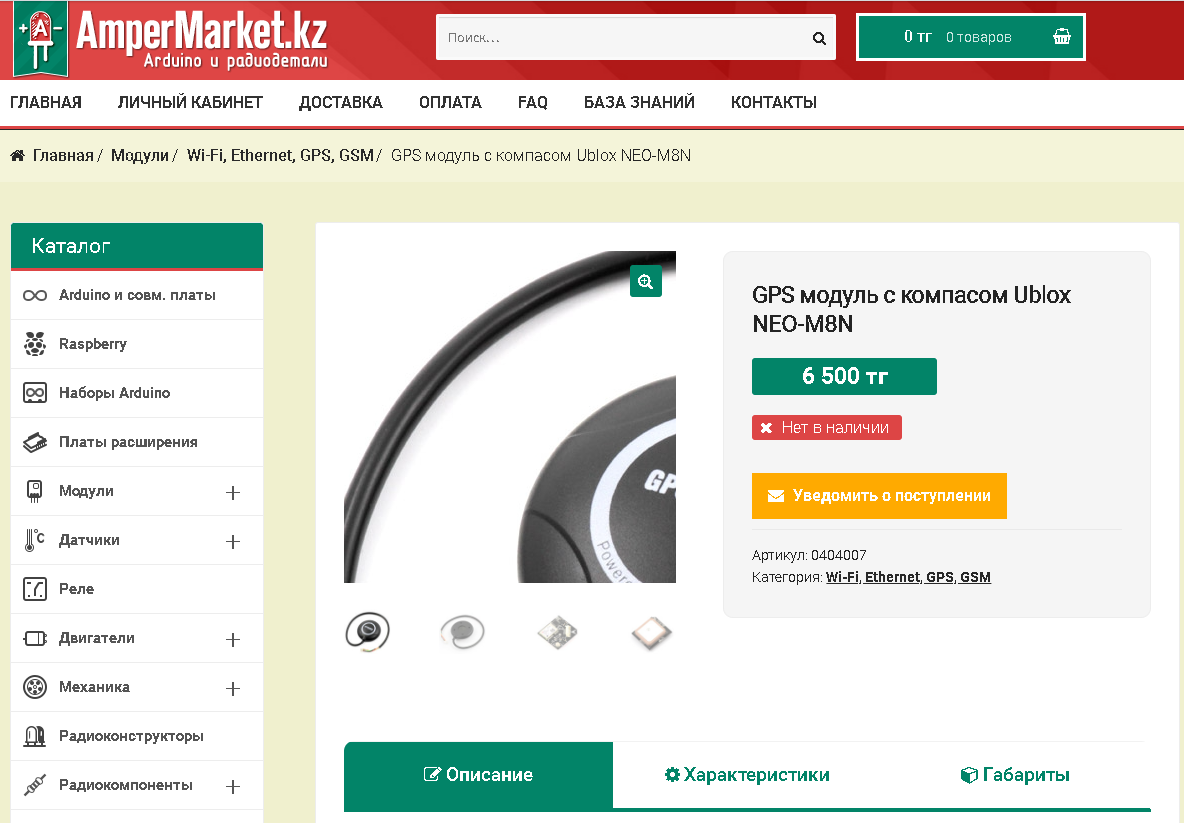 + A -
AmperMarket.kz
Arduino и радиодетали
Поиск...
0 тг 0 товаров
ГЛАВНАЯ ЛИЧНЫЙ КАБИНЕТ ДОСТАВКА ОПЛАТА FAQ БАЗА ЗНАНИЙ КОНТАКТЫ
Главная / Модули / Wi-Fi, Ethernet, GPS, GSM / GPS модуль с компасом Ublox NEO-M8N
Каталог
Arduino и совм. платы
Raspberry
Наборы Arduino
Платы расширения
Модули +
Датчики +
Реле
Двигатели +
Механика +
Радиоконструкторы
Радиокомпоненты +
GPS модуль с компасом Ublox
NEO-M8N
6 500 тг
Нет в наличии
Уведомить о поступлении
Артикул: 0404007
Категория: Wi-Fi, Ethernet, GPS, GSM
Описание
Характеристики
Габариты